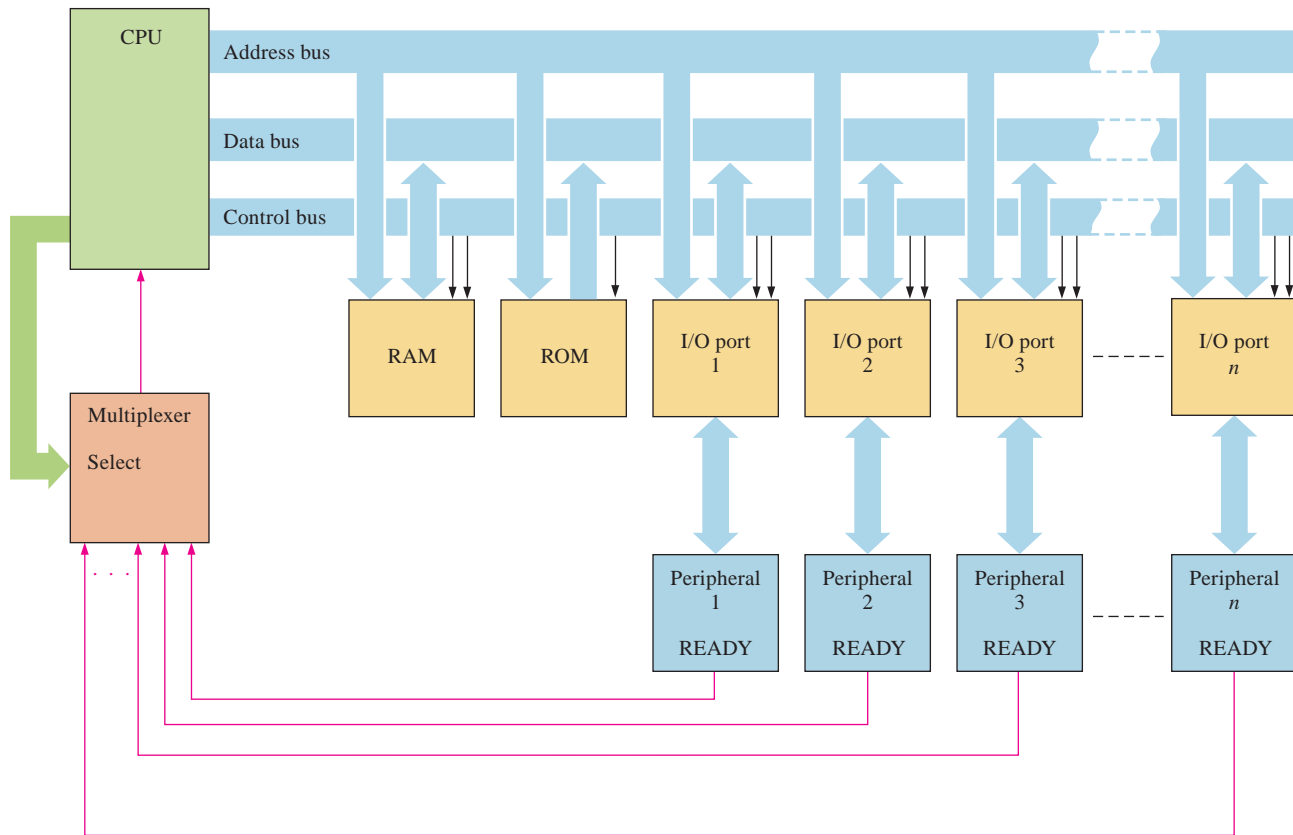 CPU
Address bus
Data bus
Control bus
RAM
ROM
I/O port
1
I/O port
2
I/O port
3
I/O port
n
Multiplexer
Select
. . .
Peripheral
1
READY
Peripheral
2
READY
Peripheral
3
READY
Peripheral
n
READY